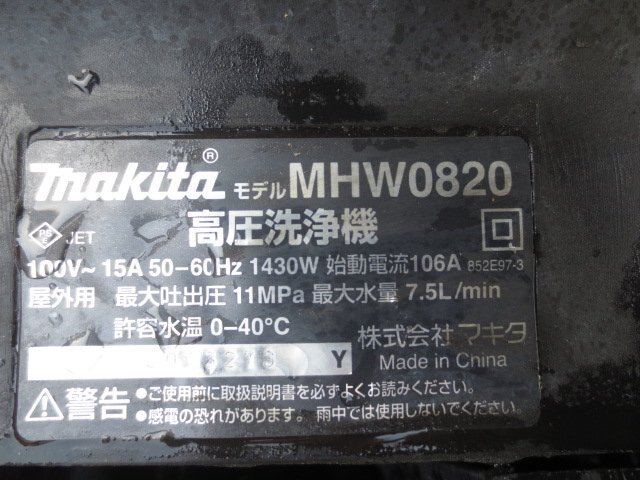 makita® モデル MHW0820
PS E JET 高圧洗浄機
100V~ 15A 50-60Hz 1430W 始動電流106A 852E97-3
屋外用 最大吐出圧 11MPa 最大水量 7.5L/min
許容水温 0-40°C 株式会社 マキタ
Y Made in China
警告 ●ご使用前に取扱説明書を必ずよくお読みください。
●感電の恐れがあります。 雨中では使用しないでください。